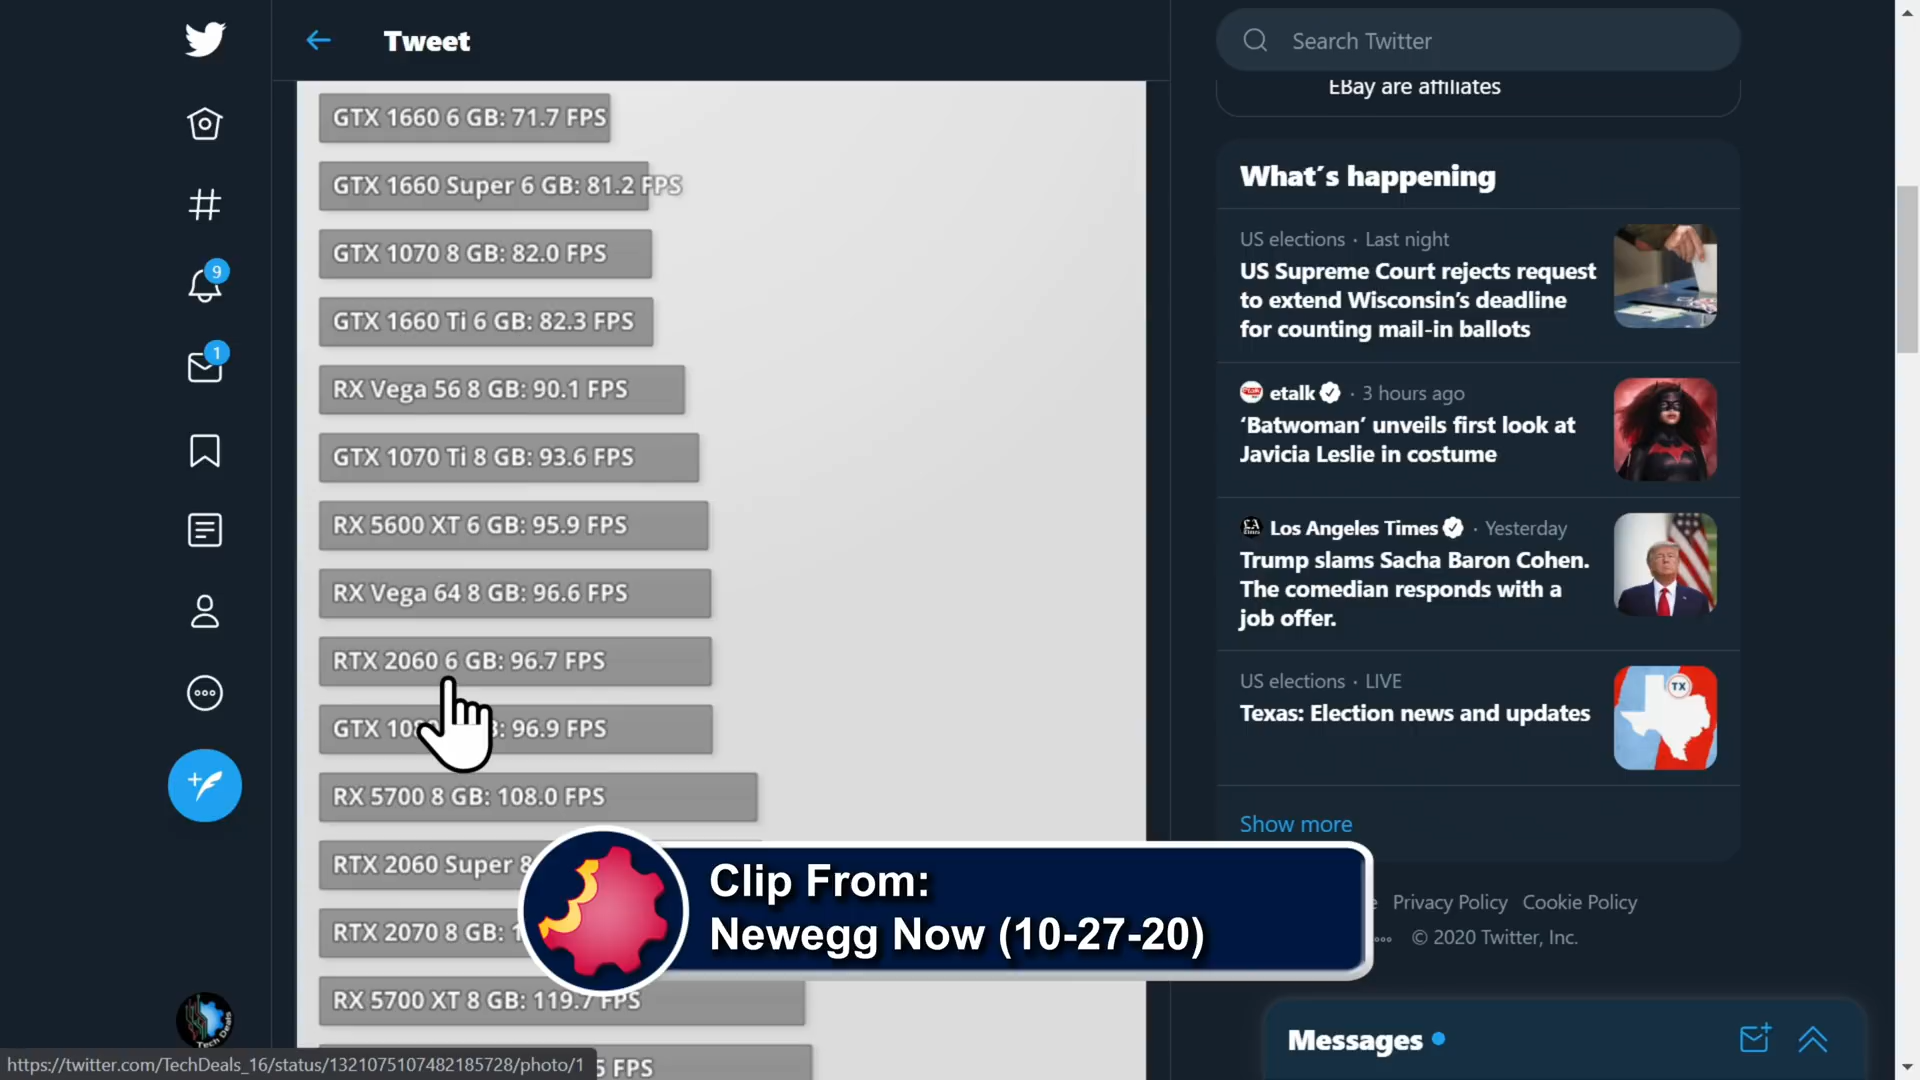 Tweet
GTX 1660 6 GB: 71.7 FPS
GTX 1660 Super 6 GB: 81.2 FPS
GTX 1070 8 GB: 82.0 FPS
GTX 1660 Ti 6 GB: 82.3 FPS
RX Vega 56 8 GB: 90.1 FPS
GTX 1070 Ti 8 GB: 93.6 FPS
RX 5600 XT 6 GB: 95.9 FPS
RX Vega 64 8 GB: 96.6 FPS
RTX 2060 6 GB: 96.7 FPS
GTX 96.9 FPS
RX 5700 8 GB: 108.0 FPS
RTX 2060 Super
RTX 2070 8 GB:
RX 5700 XT 8 GB: 119.7 FPS
5 FPS
9
1
Tech Deals
https://twitter.com/TechDeals_16/status/1321075107482185728/photo/1
Clip From:
Newegg Now (10-27-20)
Search Twitter
EBay are affiliates
What's happening
US elections · Last night
US Supreme Court rejects request
to extend Wisconsin's deadline
for counting mail-in ballots
etalk · 3 hours ago
'Batwoman' unveils first look at
Javicia Leslie in costume
Los Angeles Times · Yesterday
Trump slams Sacha Baron Cohen.
The comedian responds with a
job offer.
US elections · LIVE
Texas: Election news and updates
TX
Show more
Privacy Policy Cookie Policy
© 2020 Twitter, Inc.
Messages